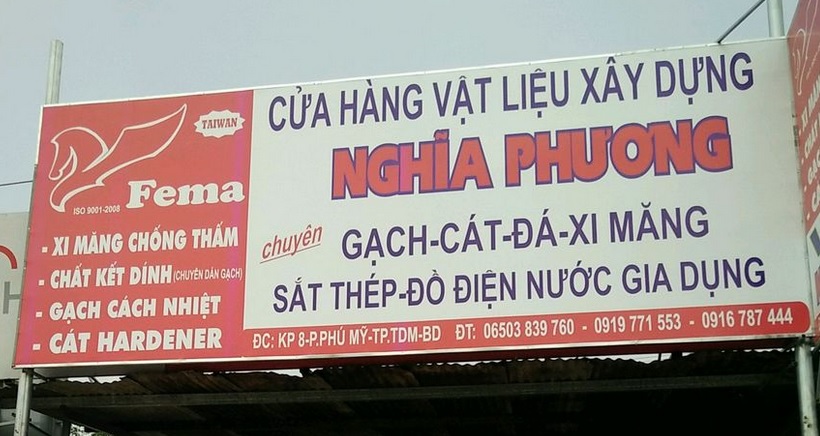 TAIWAN
Fema
ISO 9001-2008
- XI MĂNG CHỐNG THẤM
- CHẤT KẾT DÍNH (CHUYÊN DÁN GẠCH)
- GẠCH CÁCH NHIỆT
- CÁT HARDENER
CỬA HÀNG VẬT LIỆU XÂY DỰNG
NGHĨA PHƯƠNG
chuyên GẠCH-CÁT-ĐÁ-XI MĂNG
SẮT THÉP-ĐỒ ĐIỆN NƯỚC GIA DỤNG
ĐC: KP 8-P.PHÚ MỸ-TP.TDM-BD ĐT: 06503 839 760 - 0919 771 553 - 0916 787 444